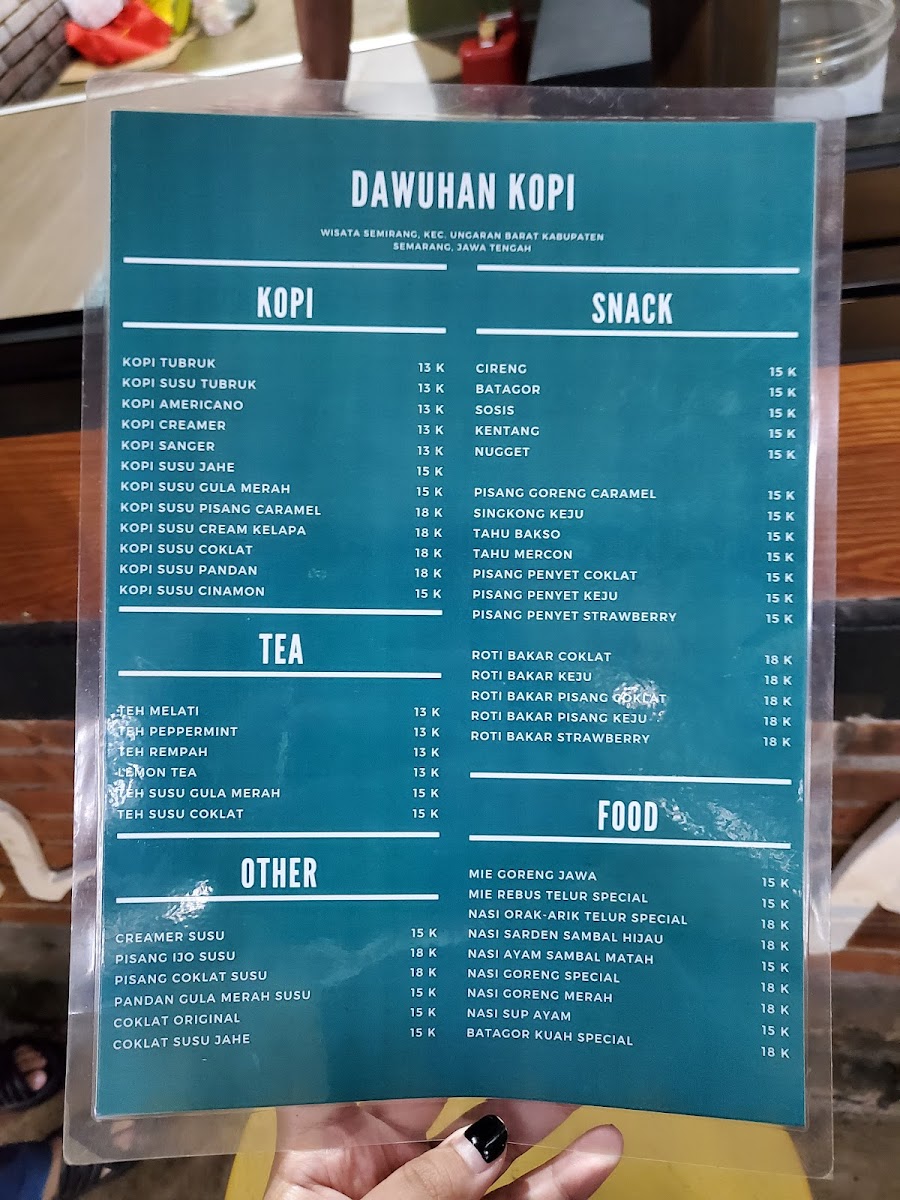 DAWUHAN KOPI
WISATA SEMIRANG, KEC. UNGARAN BARAT KABUPATEN
SEMARANG, JAWA TENGAH
KOPI
KOPI TUBRUK 13 K
KOPI SUSU TUBRUK 13 K
KOPI AMERICANO 13 K
KOPI CREAMER 13 K
KOPI SANGER 13 K
KOPI SUSU JAHE 15 K
KOPI SUSU GULA MERAH 15 K
KOPI SUSU PISANG CARAMEL 18 K
KOPI SUSU CREAM KELAPA 18 K
KOPI SUSU COKLAT 18 K
KOPI SUSU PANDAN 18 K
KOPI SUSU CINAMON 15 K
TEA
TEH MELATI 13 K
TEH PEPPERMINT 13 K
TEH REMPAH 13 K
LEMON TEA 13 K
TEH SUSU GULA MERAH 15 K
TEH SUSU COKLAT 15 K
OTHER
CREAMER SUSU 15 K
PISANG IJO SUSU 18 K
PISANG COKLAT SUSU 18 K
PANDAN GULA MERAH SUSU 15 K
COKLAT ORIGINAL 15 K
COKLAT SUSU JAHE 15 K
SNACK
CIRENG 15 K
BATAGOR 15 K
SOSIS 15 K
KENTANG 15 K
NUGGET 15 K
PISANG GORENG CARAMEL 15 K
SINGKONG KEJU 15 K
TAHU BAKSO 15 K
TAHU MERCON 15 K
PISANG PENYET COKLAT 15 K
PISANG PENYET KEJU 15 K
PISANG PENYET STRAWBERRY 15 K
ROTI BAKAR COKLAT 18 K
ROTI BAKAR KEJU 18 K
ROTI BAKAR PISANG COKLAT 18 K
ROTI BAKAR PISANG KEJU 18 K
ROTI BAKAR STRAWBERRY 18 K
FOOD
MIE GORENG JAWA 15 K
MIE REBUS TELUR SPECIAL 15 K
NASI ORAK-ARIK TELUR SPECIAL 18 K
NASI SARDEN SAMBAL HIJAU 18 K
NASI AYAM SAMBAL MATAH 15 K
NASI GORENG SPECIAL 18 K
NASI GORENG MERAH 18 K
NASI SUP AYAM 15 K
BATAGOR KUAH SPECIAL 18 K